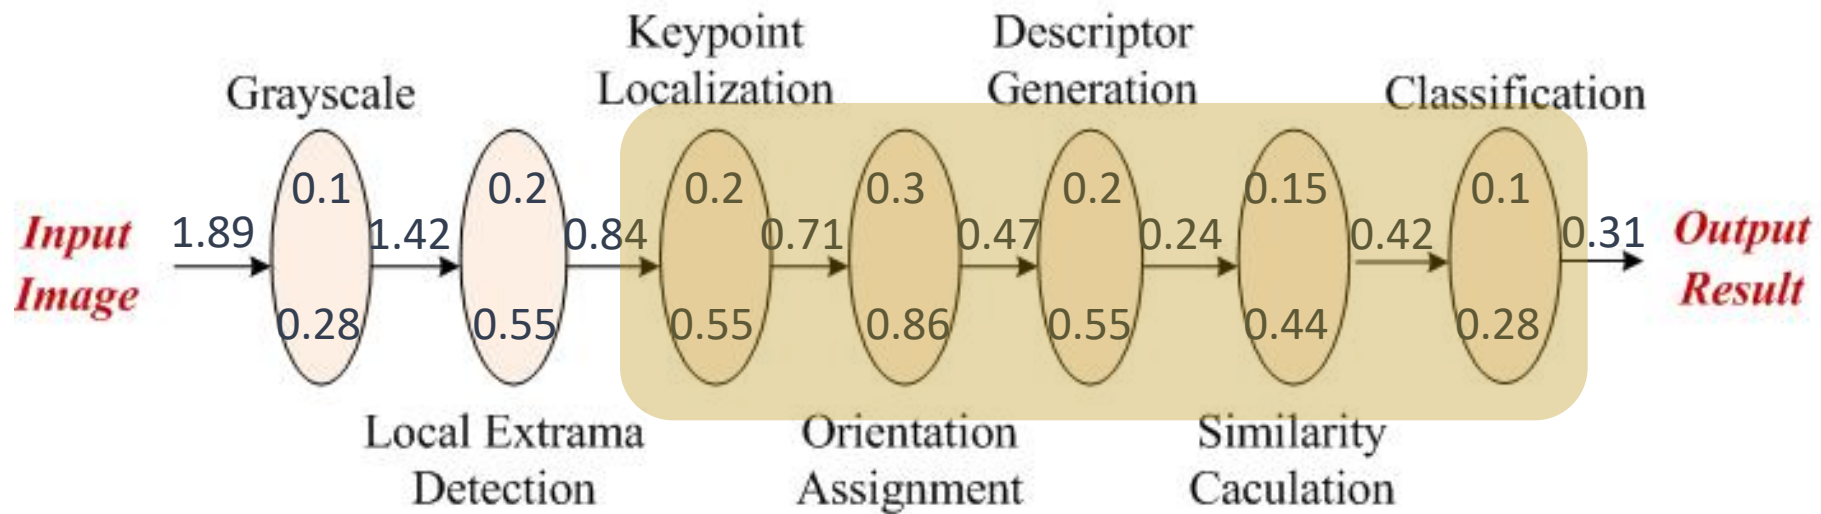 Keypoint
Localization
Descriptor
Generation
Grayscale
Classification
0.1
0.2
0.2
0.3
0.2
0.15
0.1
Input
Image
1.89
1.42
0.84
0.71
0.47
0.24
0.42
0.31
Output
Result
0.28
0.55
0.55
0.86
0.55
0.44
0.28
Local Extrama
Detection
Orientation
Assignment
Similarity
Caculation